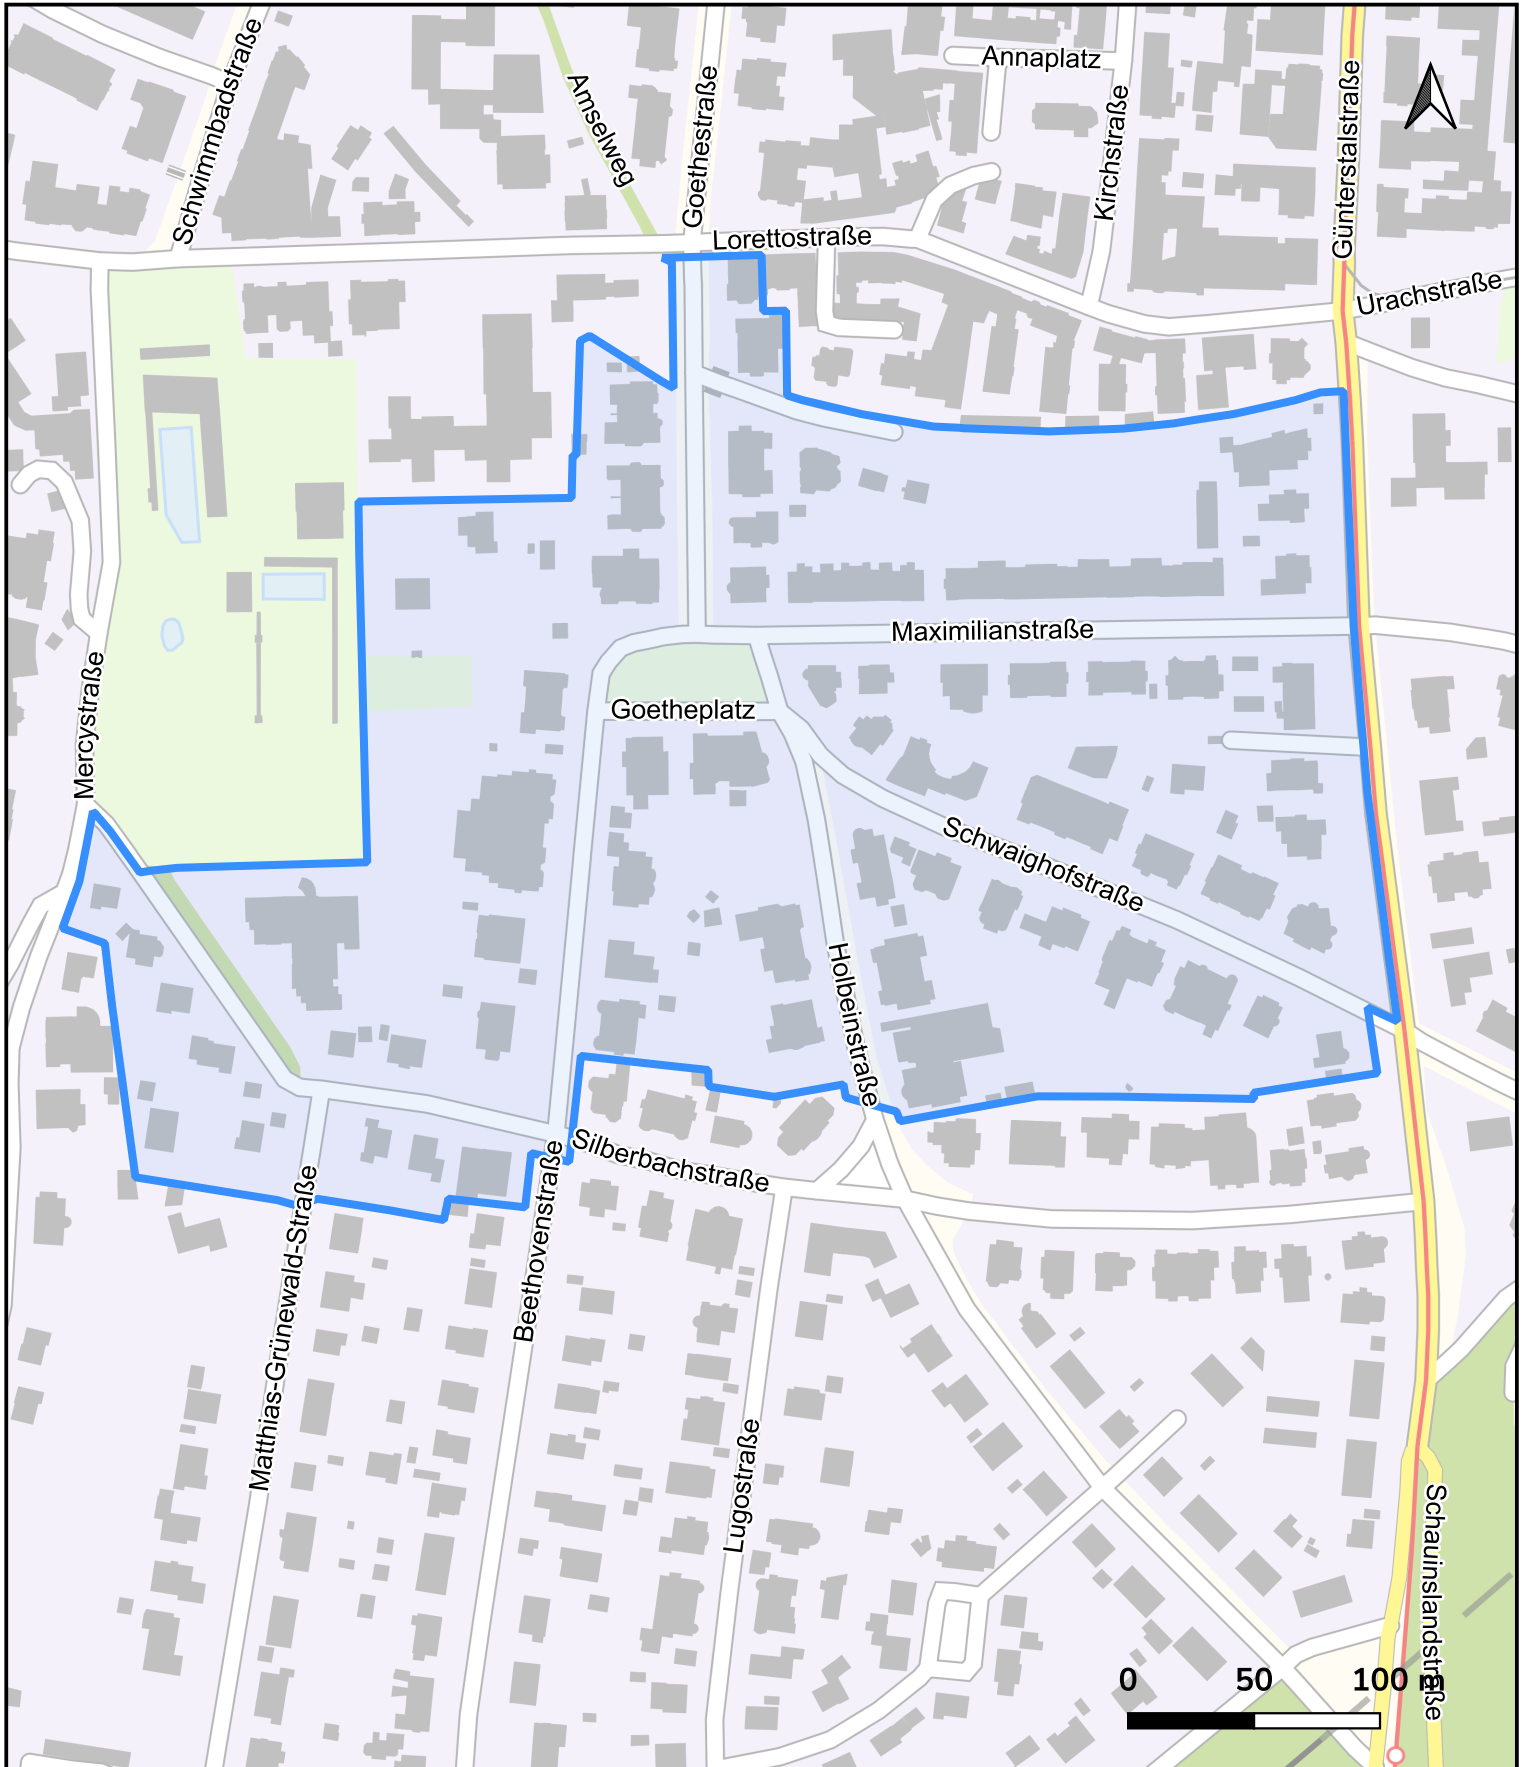 Schwimmbadstraße
Amselweg
Goethestraße
Annaplatz
Kirchstraße
Günterstalstraße
Lorettostraße
Urachstraße
Maximilianstraße
Mercystraße
Goetheplatz
Schwaighofstraße
Holbeinstraße
Silberbachstraße
Matthias-Grünewald-Straße
Beethovenstraße
Lugostraße
Schauinslandstraße
0 50 100 m